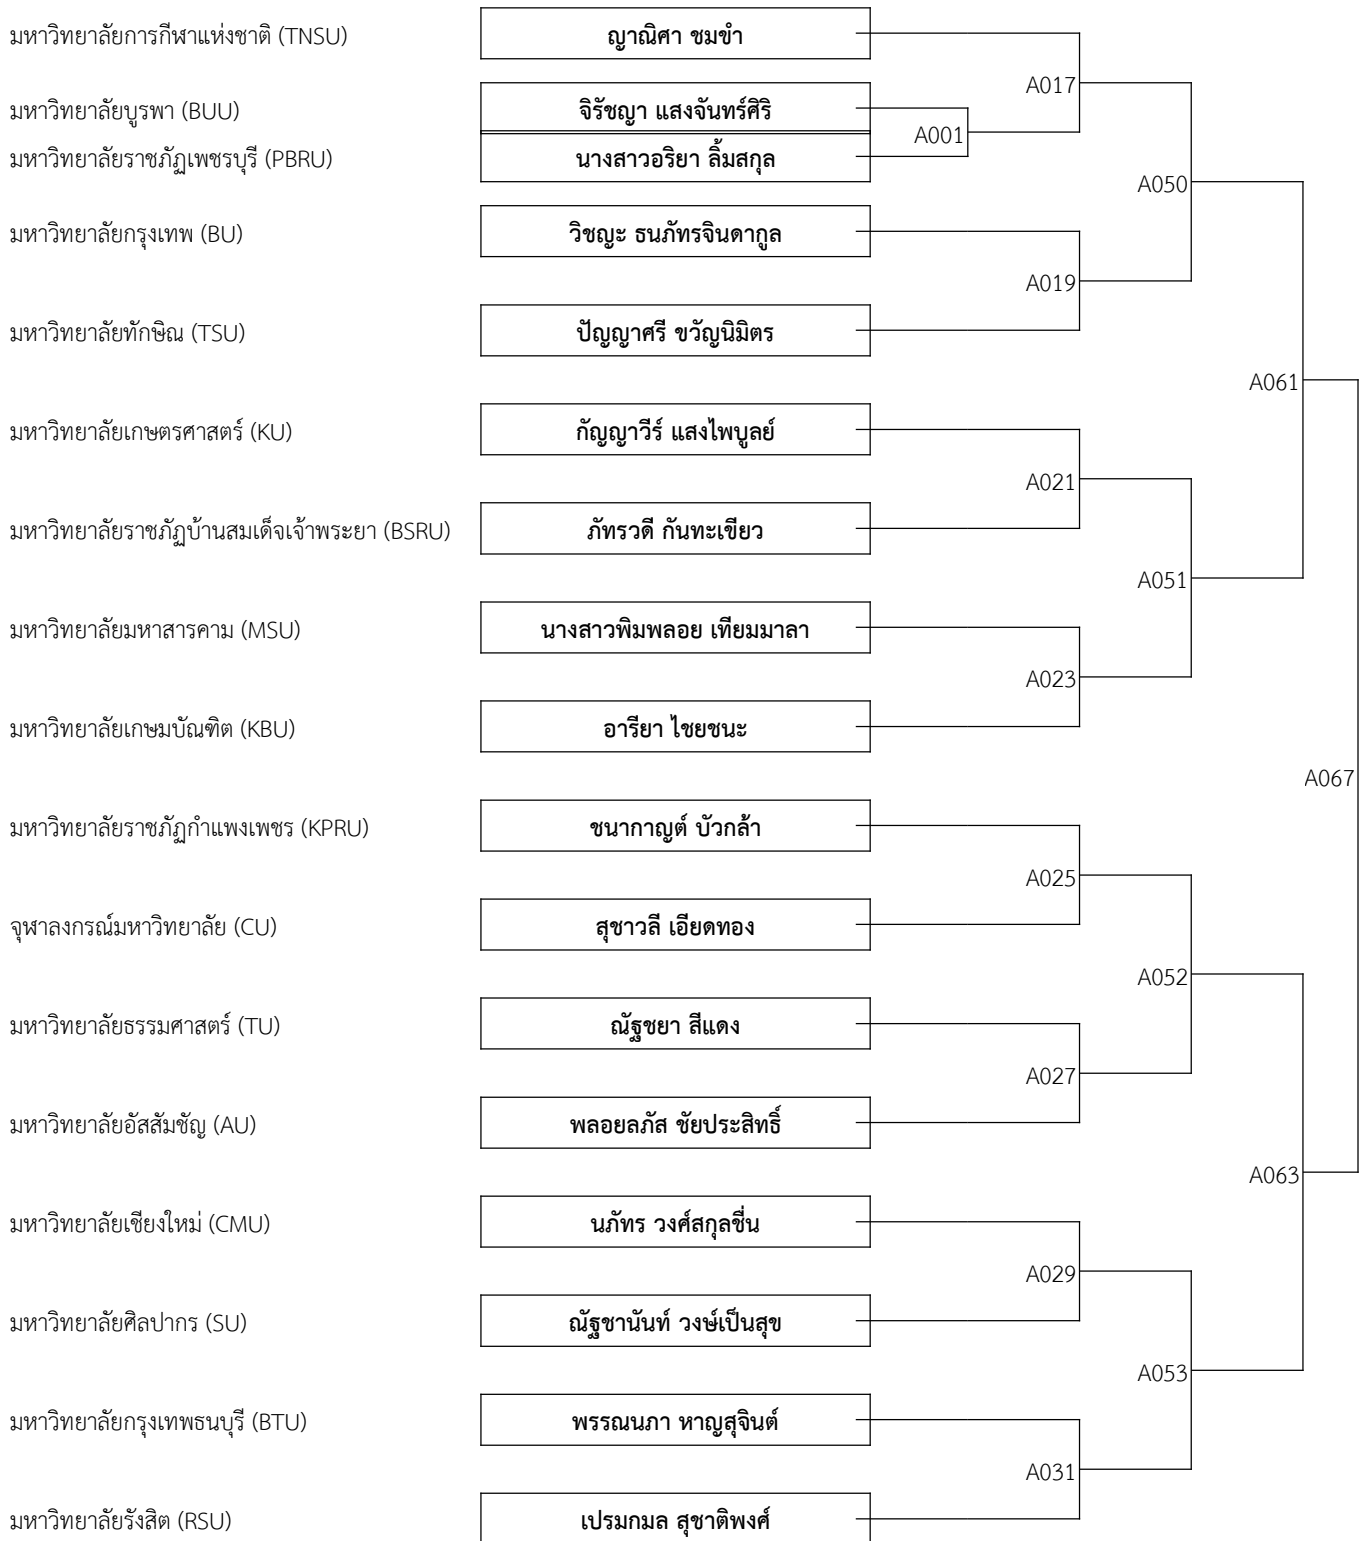 มหาวิทยาลัยการกีฬาแห่งชาติ (TNSU) ญาณิศา ชมขำ
A017
มหาวิทยาลัยบูรพา (BUU) จิรัชญา แสงจันทร์ศิริ
A001
มหาวิทยาลัยราชภัฏเพชรบุรี (PBRU) นางสาวอริยา ลิ้มสกุล
A050
มหาวิทยาลัยกรุงเทพ (BU) วิชญะ ธนภัทรจินดากูล
A019
มหาวิทยาลัยทักษิณ (TSU) ปัญญาศรี ขวัญนิมิตร
A061
มหาวิทยาลัยเกษตรศาสตร์ (KU) กัญญาวีร์ แสงไพบูลย์
A021
มหาวิทยาลัยราชภัฏบ้านสมเด็จเจ้าพระยา (BSRU) ภัทรวดี กันทะเขียว
A051
มหาวิทยาลัยมหาสารคาม (MSU) นางสาวพิมพลอย เทียมมาลา
A023
มหาวิทยาลัยเกษมบัณฑิต (KBU) อารียา ไชยชนะ
A067
มหาวิทยาลัยราชภัฏกำแพงเพชร (KPRU) ชนากาญต์ บัวกล้า
A025
จุฬาลงกรณ์มหาวิทยาลัย (CU) สุชาวลี เอียดทอง
A052
มหาวิทยาลัยธรรมศาสตร์ (TU) ณัฐชยา สีแดง
A027
มหาวิทยาลัยอัสสัมชัญ (AU) พลอยลภัส ชัยประสิทธิ์
A063
มหาวิทยาลัยเชียงใหม่ (CMU) นภัทร วงศ์สกุลชื่น
A029
มหาวิทยาลัยศิลปากร (SU) ณัฐชานันท์ วงษ์เป็นสุข
A053
มหาวิทยาลัยกรุงเทพธนบุรี (BTU) พรรณนภา หาญสุจินต์
A031
มหาวิทยาลัยรังสิต (RSU) เปรมกมล สุชาติพงศ์